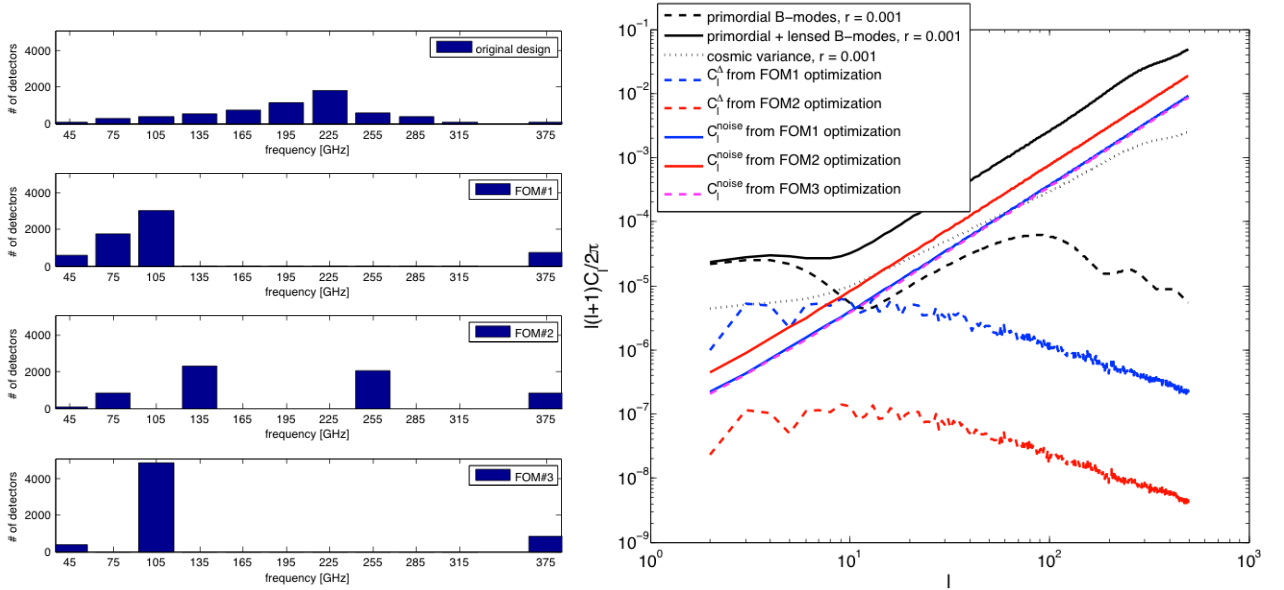 # of detectors
4000
2000
0
original design
45 75 105 135 165 195 225 255 285 315 375
frequency [GHz]
# of detectors
4000
2000
0
FOM#1
45 75 105 135 165 195 225 255 285 315 375
frequency [GHz]
# of detectors
4000
2000
0
FOM#2
45 75 105 135 165 195 225 255 285 315 375
frequency [GHz]
# of detectors
4000
2000
0
FOM#3
45 75 105 135 165 195 225 255 285 315 375
frequency [GHz]
primordial B−modes, r = 0.001
primordial + lensed B−modes, r = 0.001
cosmic variance, r = 0.001
C_l^Δ from FOM1 optimization
C_l^Δ from FOM2 optimization
C_l^noise from FOM1 optimization
C_l^noise from FOM2 optimization
C_l^noise from FOM3 optimization
l(l+1)C_l/2π
10^−1
10^−2
10^−3
10^−4
10^−5
10^−6
10^−7
10^−8
10^−9
10^0 10^1 10^2 10^3
l